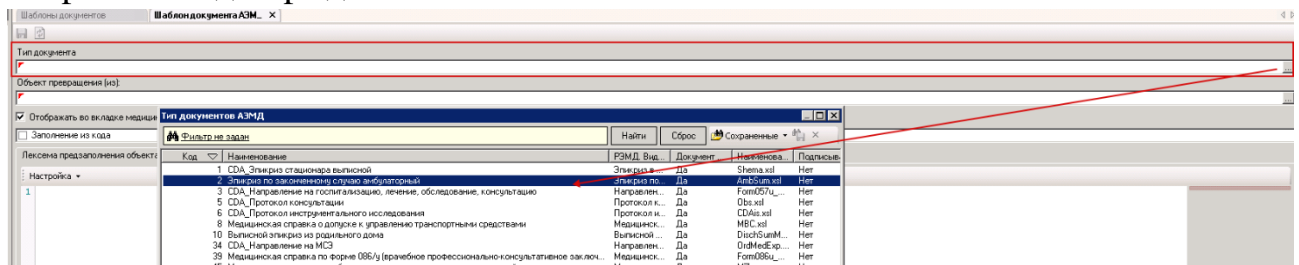 Шаблоны документов Шаблон документа АЭМ... ×
Тип документа
...
Объект превращения (из):
...
Отображать во вкладке медици
Заполнение из кода
Лексема предзаполнения объекта
Настройка
1
Тип документов АЭМД
Фильтр не задан Найти Сброс Сохраненные
Код Наименование РЭМД. Вид... Документ... Наименова... Подписыв
1 CDA_Эпикриз стационара выписной Эпикриз в... Да Shema.xsl Нет
2 Эпикриз по законченному случаю амбулаторный Эпикриз по... Да AmbSum.xsl Нет
3 CDA_Направление на госпитализацию, лечение, обследование, консультацию Направлен... Да Form057u_... Нет
5 CDA_Протокол консультации Протокол к... Да Obs.xsl Нет
6 CDA_Протокол инструментального исследования Протокол и... Да CDAis.xsl Нет
8 Медицинская справка о допуске к управлению транспортными средствами Медицинск... Да MBC.xsl Нет
10 Выписной эпикриз из родильного дома Выписной ... Да DischSumM... Нет
34 CDA_Направление на МСЭ Направлен... Да OrdMedExp.... Нет
39 Медицинская справка по форме 086/у (врачебное профессионально-консультативное заключ... Медицинск... Да Form086u_... Нет